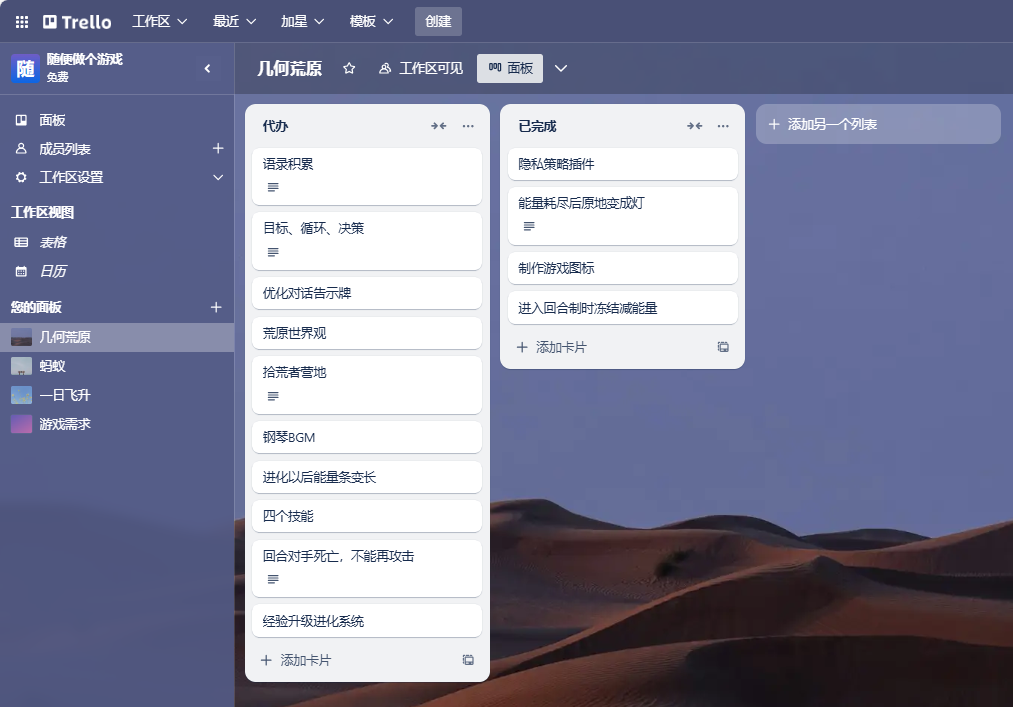 Trello 工作区 最近 加星 模板 创建
随 随便做个游戏
免费
几何荒原 工作区可见 面板
面板
成员列表
工作区设置
工作区视图
表格
日历
您的面板
几何荒原
蚂蚁
一日飞升
游戏需求
代办
语录积累
目标、循环、决策
优化对话告示牌
荒原世界观
拾荒者营地
钢琴BGM
进化以后能量条变长
四个技能
回合对手死亡，不能再攻击
经验升级进化系统
添加卡片
已完成
隐私策略插件
能量耗尽后原地变成灯
制作游戏图标
进入回合制时冻结减能量
添加卡片
添加另一个列表